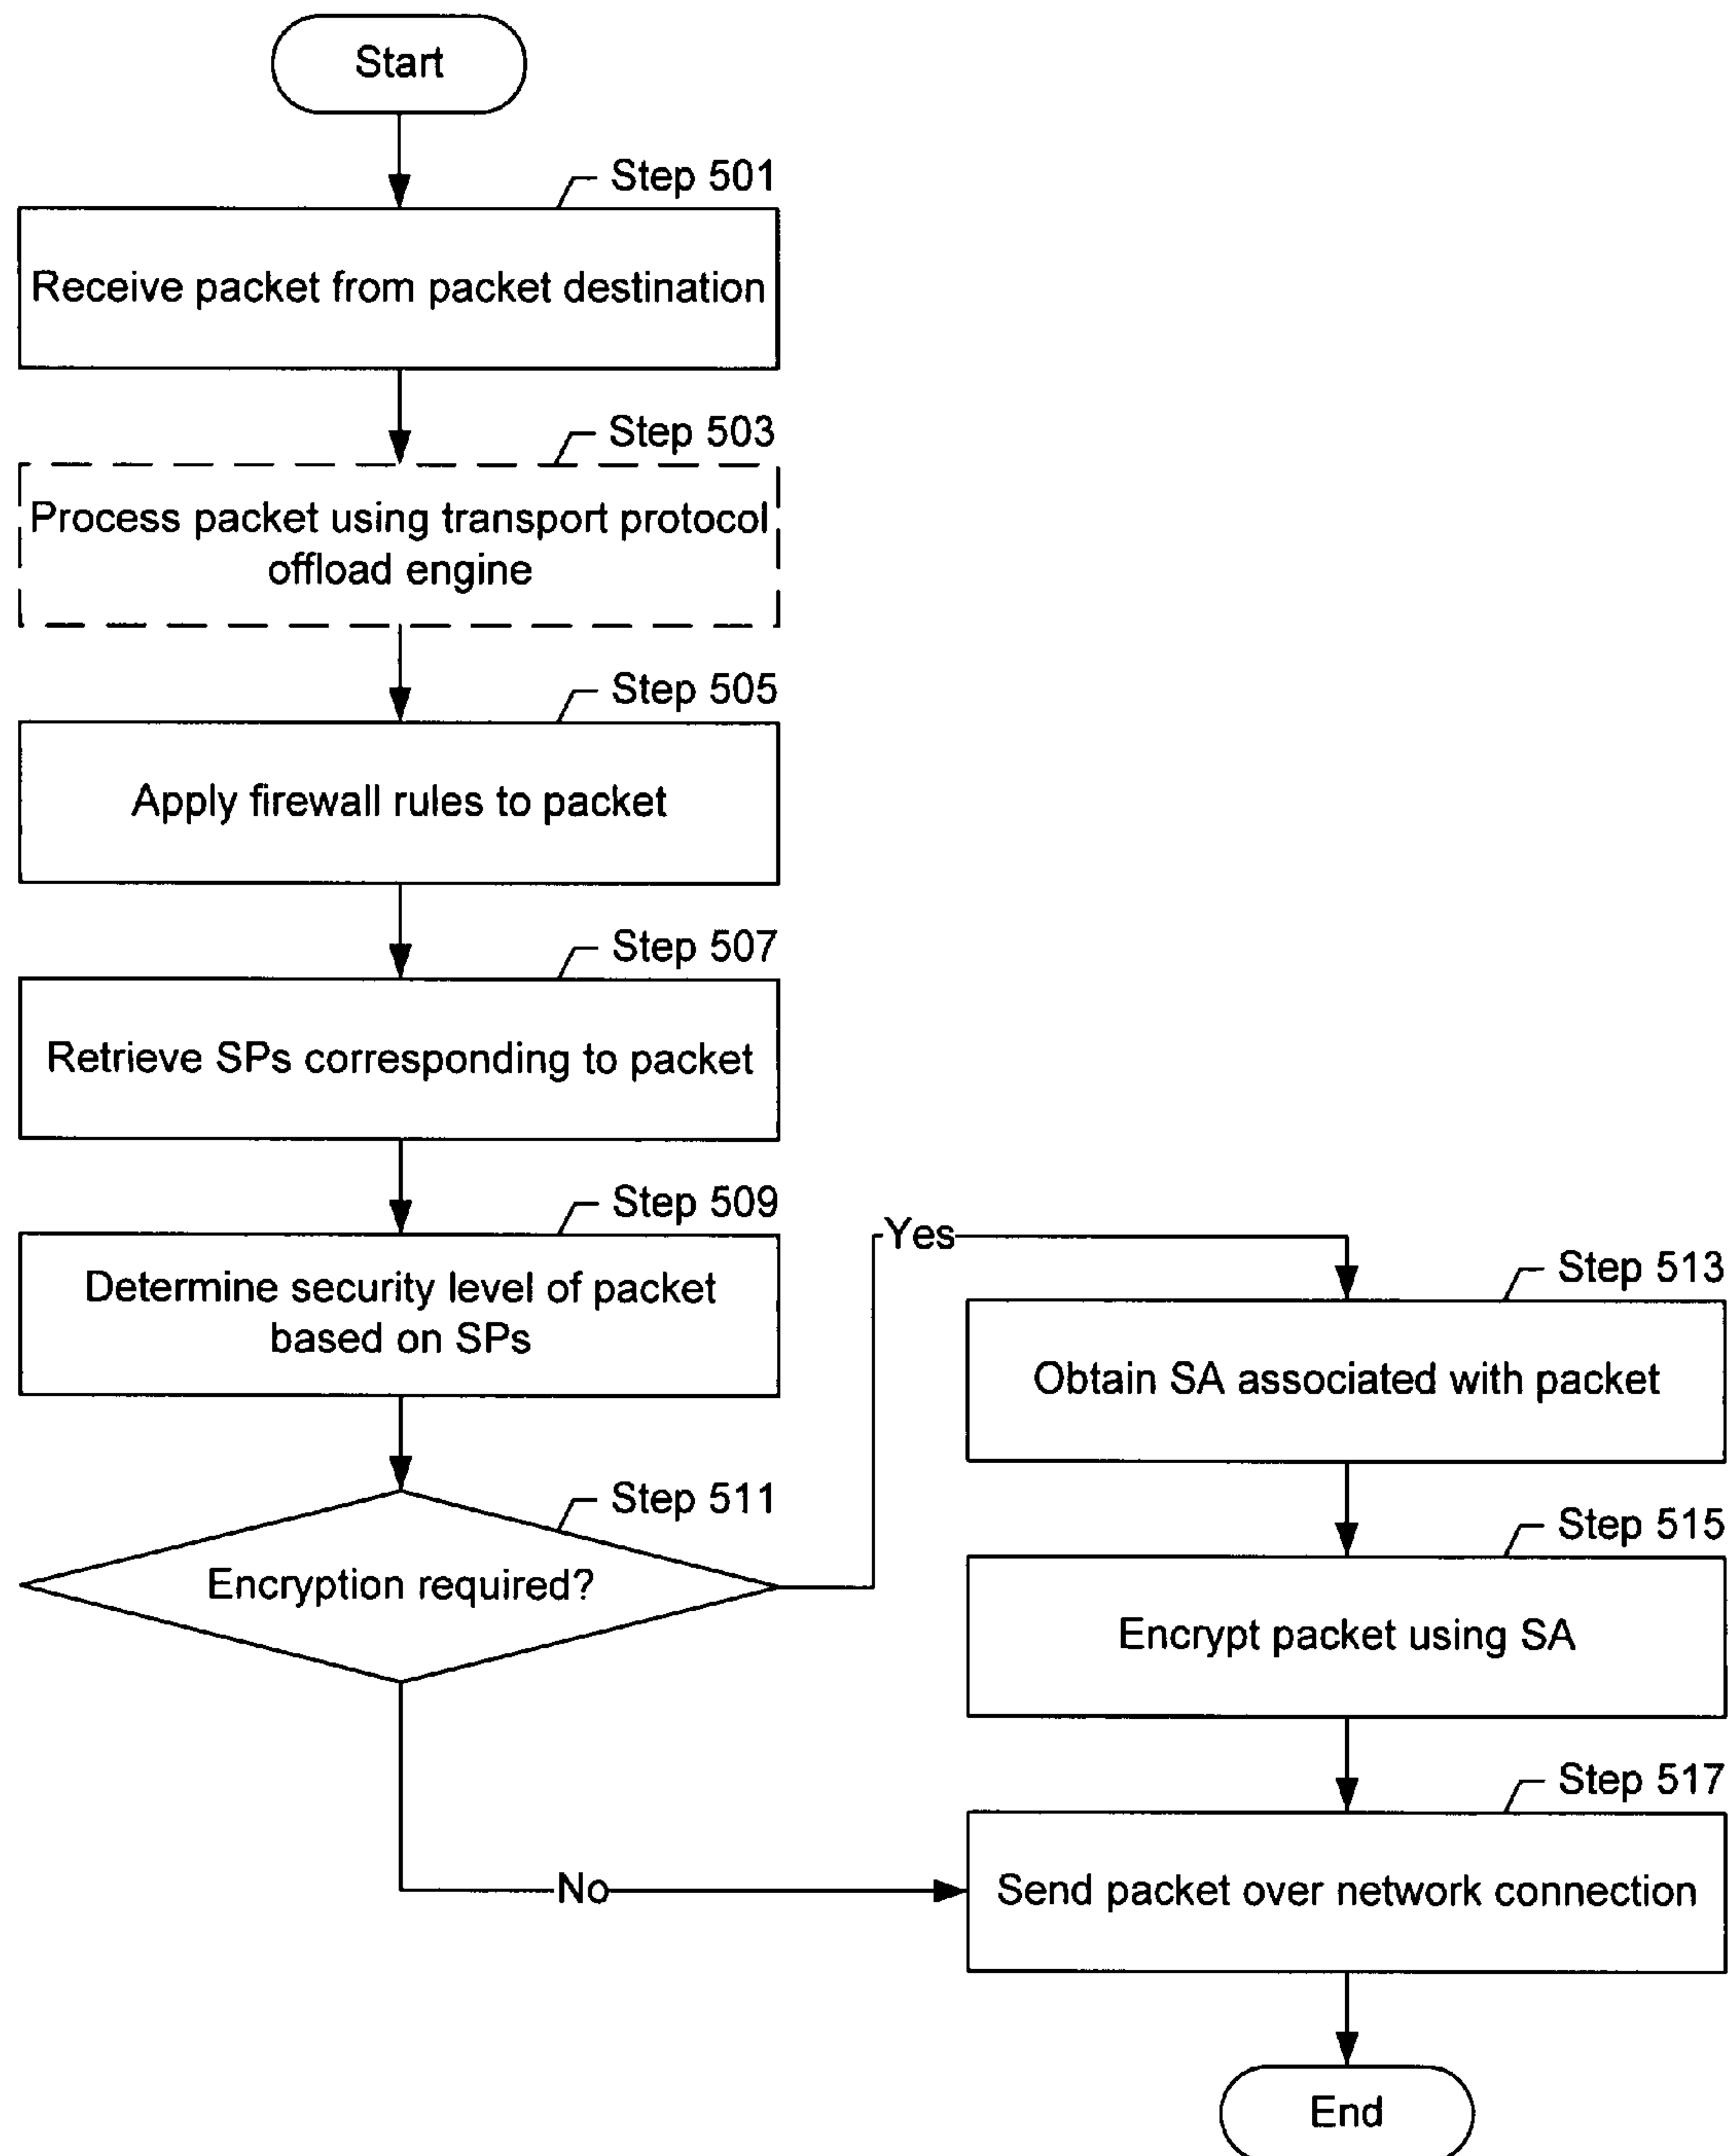 Start
Step 501
Receive packet from packet destination
Step 503
Process packet using transport protocol
offload engine
Step 505
Apply firewall rules to packet
Step 507
Retrieve SPs corresponding to packet
Step 509
Determine security level of packet
based on SPs
Step 511
Encryption required?
Yes
Step 513
Obtain SA associated with packet
Step 515
Encrypt packet using SA
Step 517
No
Send packet over network connection
End